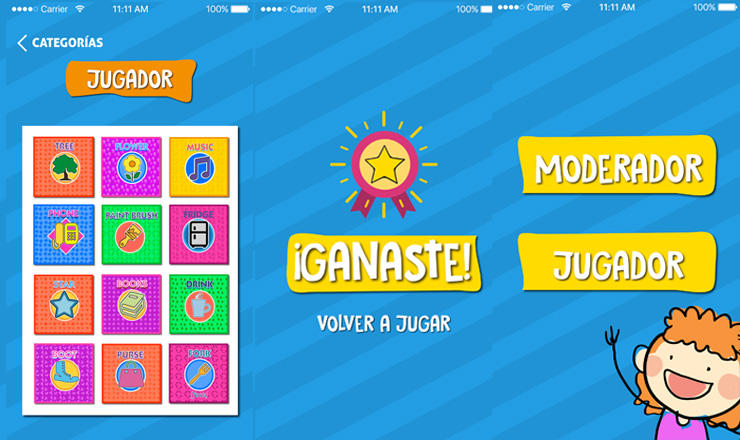 Carrier 11:11 AM 100%
CATEGORÍAS
JUGADOR
TREE FLOWER MUSIC
PHONE PAINT BRUSH FRIDGE
STAR BOOKS DRINK
BOOT PURSE FORK
Carrier 11:11 AM 100%
¡GANASTE!
VOLVER A JUGAR
Carrier 11:11 AM 100%
MODERADOR
JUGADOR